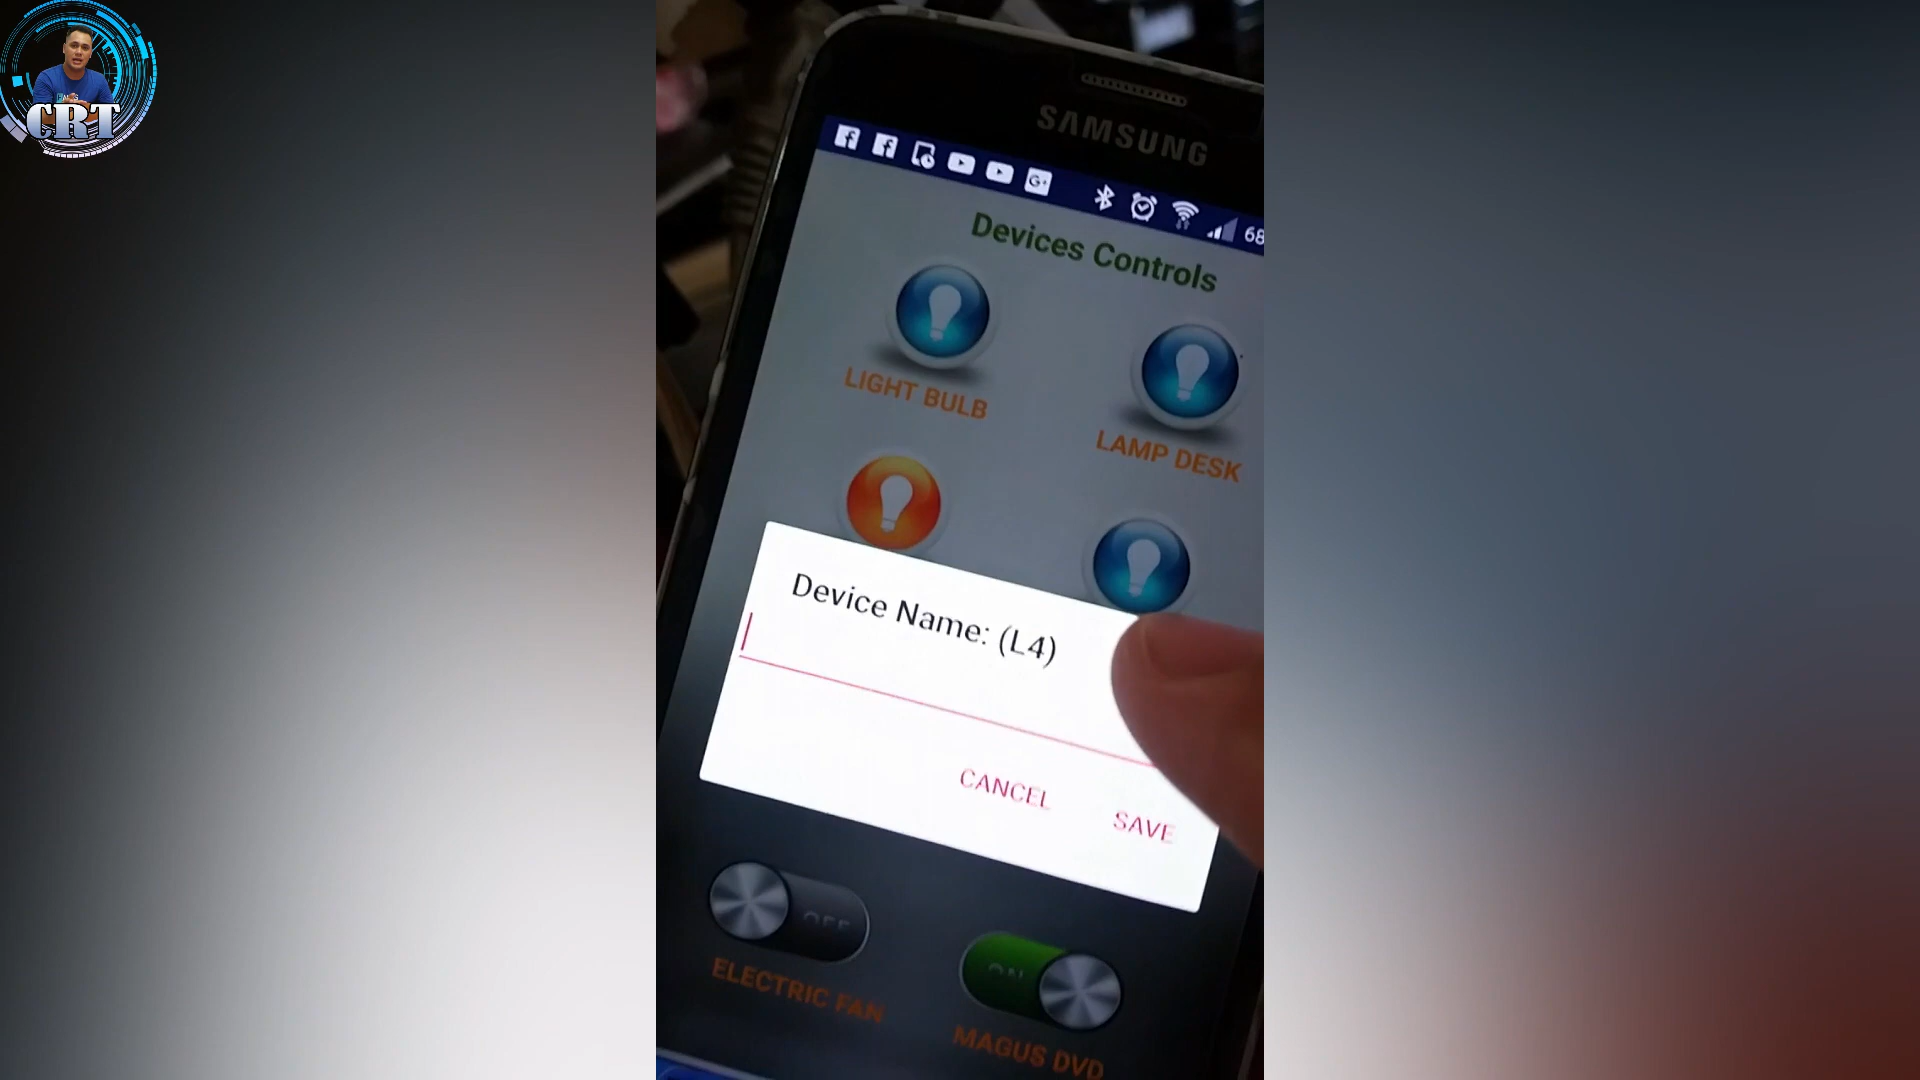 CRT
SAMSUNG
68
Devices Controls
LIGHT BULB
LAMP DESK
Device Name: (L4)
CANCEL
SAVE
OFF
ELECTRIC FAN
ON
MAGUS DVD